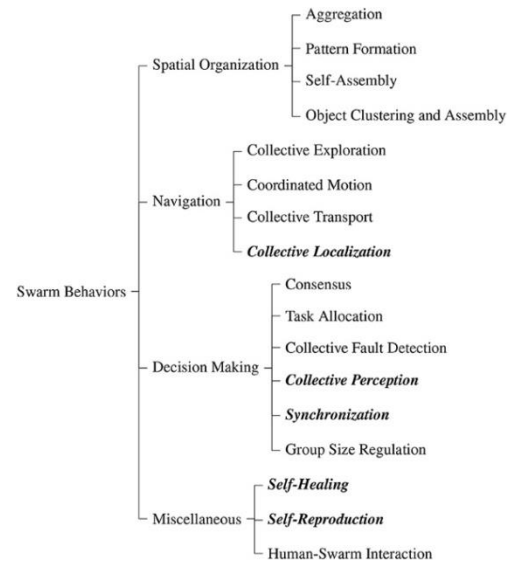 Swarm Behaviors
Spatial Organization
Aggregation
Pattern Formation
Self-Assembly
Object Clustering and Assembly
Navigation
Collective Exploration
Coordinated Motion
Collective Transport
Collective Localization
Decision Making
Consensus
Task Allocation
Collective Fault Detection
Collective Perception
Synchronization
Group Size Regulation
Miscellaneous
Self-Healing
Self-Reproduction
Human-Swarm Interaction